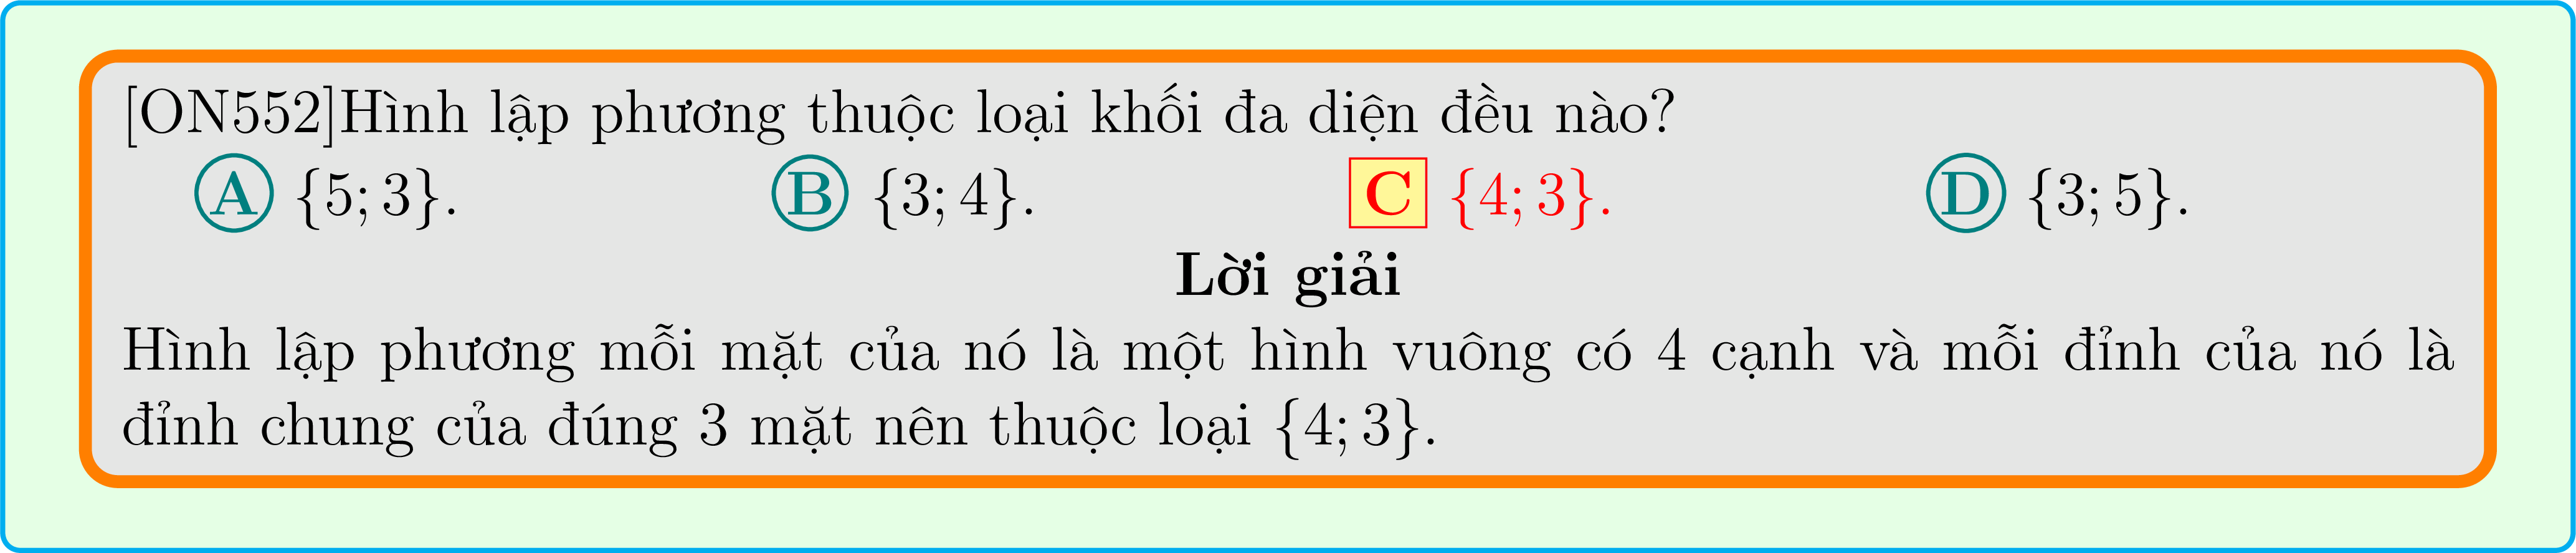 [ON552]Hình lập phương thuộc loại khối đa diện đều nào?
A {5; 3}. B {3; 4}. C {4; 3}. D {3; 5}.
Lời giải
Hình lập phương mỗi mặt của nó là một hình vuông có 4 cạnh và mỗi đỉnh của nó là
đỉnh chung của đúng 3 mặt nên thuộc loại {4; 3}.